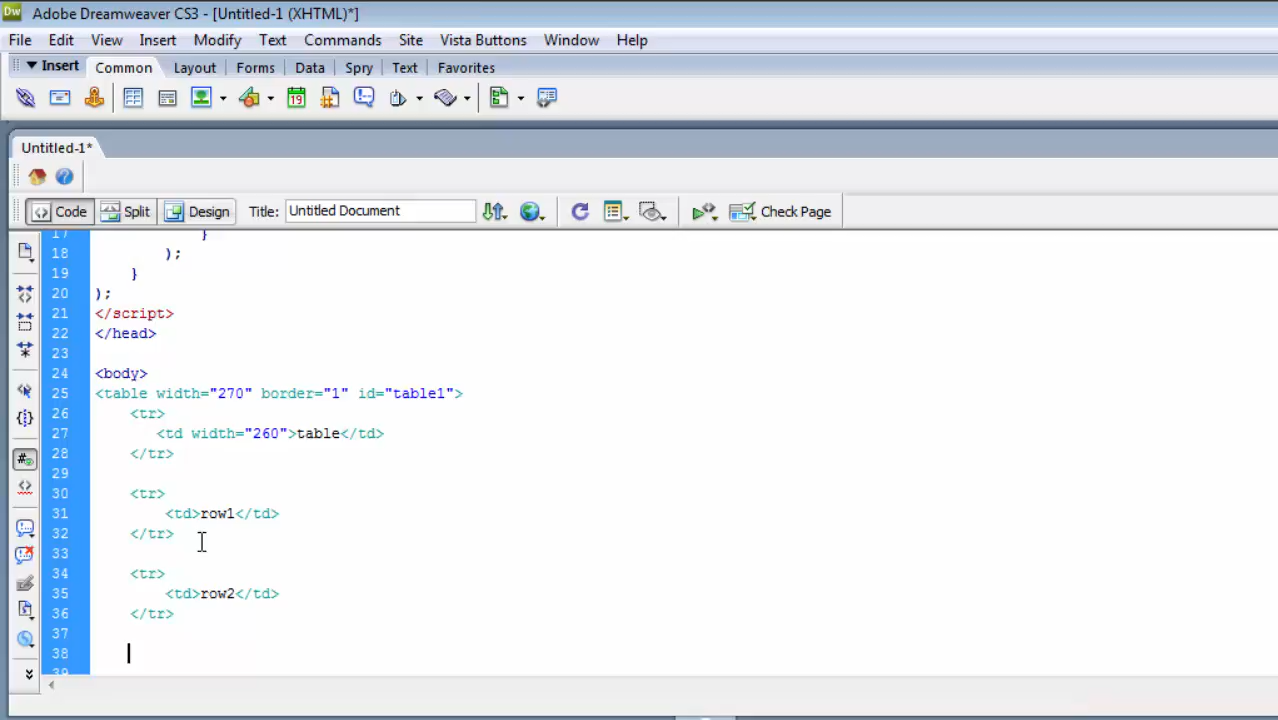 Dw Adobe Dreamweaver CS3 - [Untitled-1 (XHTML)*]
File Edit View Insert Modify Text Commands Site Vista Buttons Window Help
▼ Insert Common Layout Forms Data Spry Text Favorites
19
Untitled-1*
Code Split Design Title: Untitled Document Check Page
17 }
18 );
19 }
20 );
21 </script>
22 </head>
23
24 <body>
25 <table width="270" border="1" id="table1">
26 <tr>
27 <td width="260">table</td>
28 </tr>
29
30 <tr>
31 <td>row1</td>
32 </tr>
33
34 <tr>
35 <td>row2</td>
36 </tr>
37
38
39